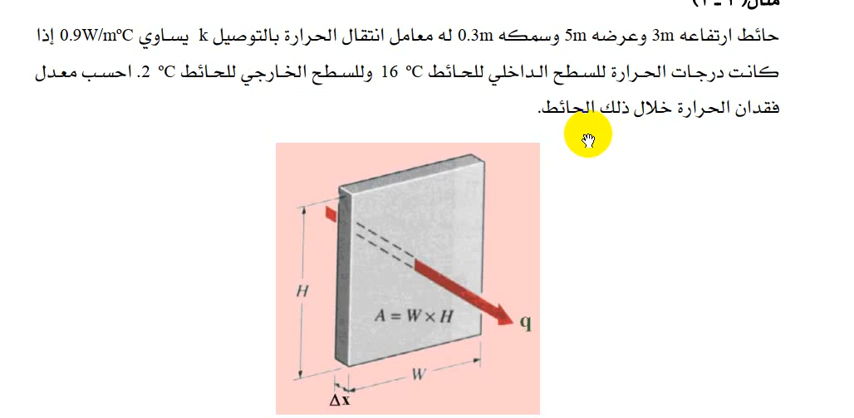 حائط ارتفاعه 3m وعرضه 5m وسمكه 0.3m له معامل انتقال الحرارة بالتوصيل k يساوي 0.9W/m°C إذا
كانت درجات الحرارة للسطح الداخلي للحائط 16 °C وللسطح الخارجي للحائط 2 °C. احسب معدل
فقدان الحرارة خلال ذلك الحائط.
H
A = W × H
q
W
Δx